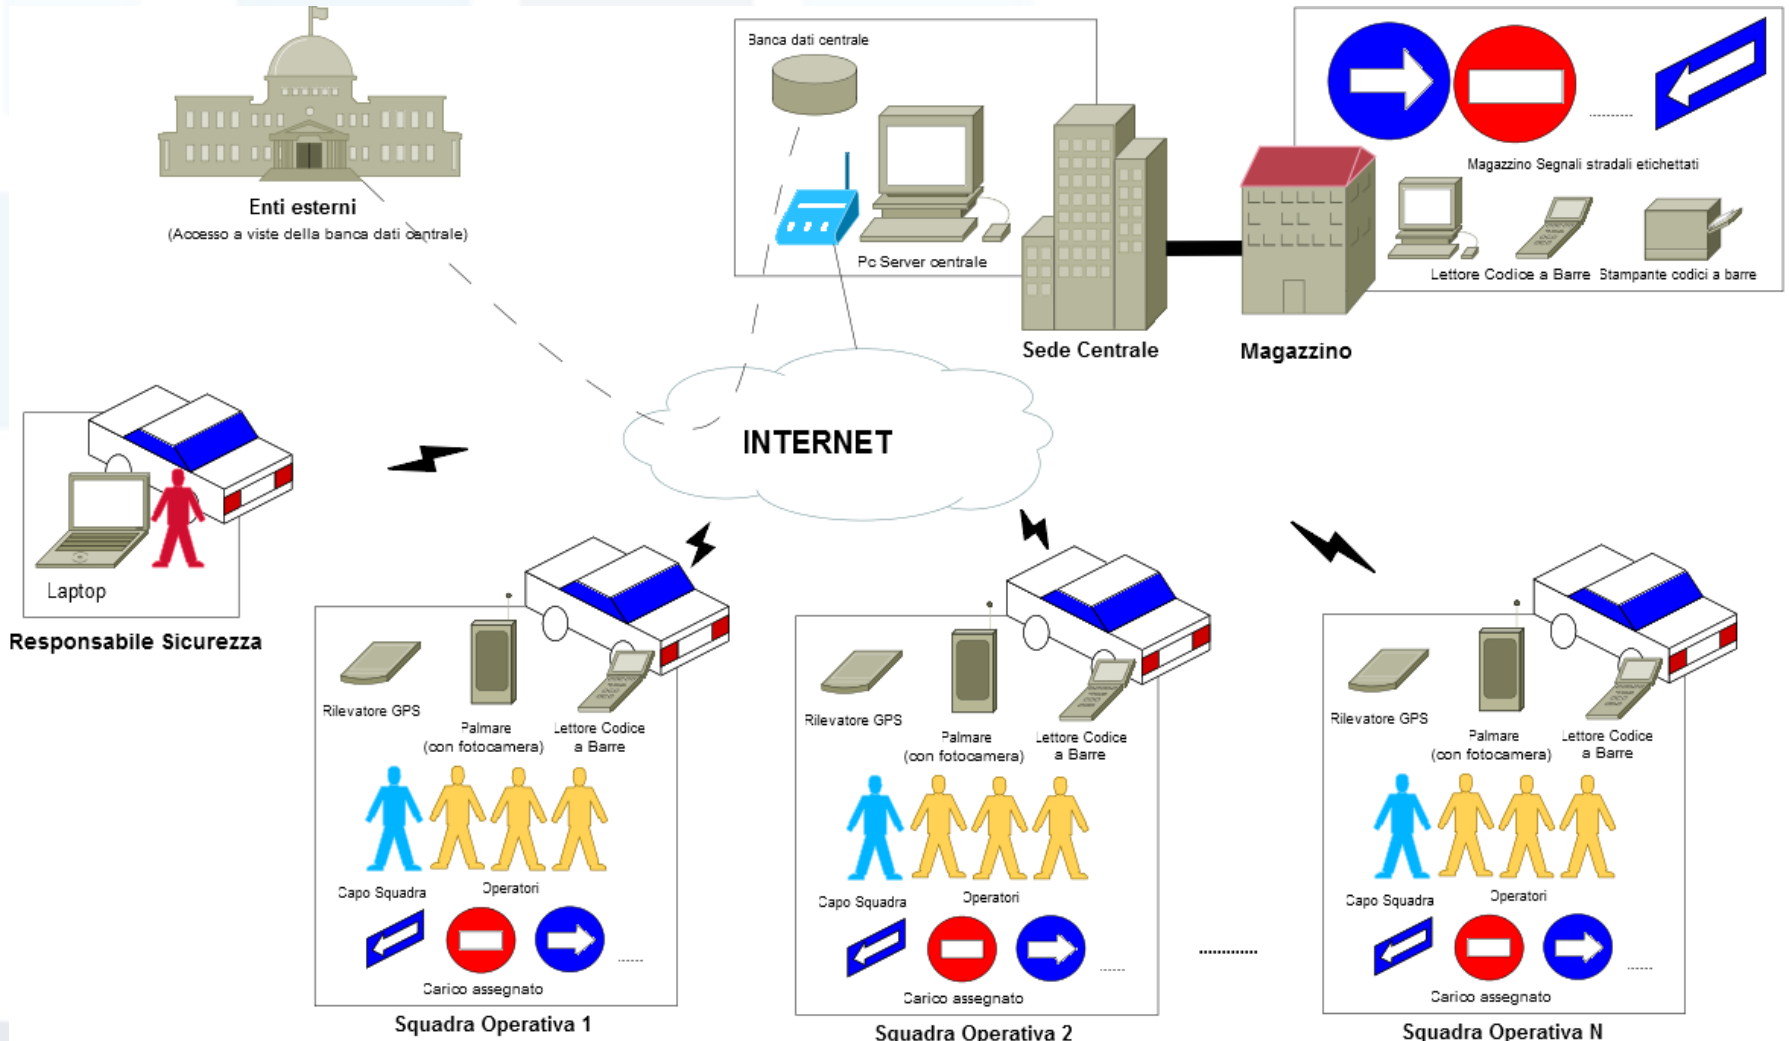 Banca dati centrale
Magazzino Segnali stradali etichettati
Enti esterni
(Accesso a viste della banca dati centrale)
Pc Server centrale
Lettore Codice a Barre
Stampante codici a barre
Sede Centrale
Magazzino
INTERNET
Laptop
Responsabile Sicurezza
Rilevatore GPS
Palmare
(con fotocamera)
Lettore Codice
a Barre
Capo Squadra
Operatori
Carico assegnato
Squadra Operativa 1
Rilevatore GPS
Palmare
(con fotocamera)
Lettore Codice
a Barre
Capo Squadra
Operatori
Carico assegnato
Squadra Operativa 2
Rilevatore GPS
Palmare
(con fotocamera)
Lettore Codice
a Barre
Capo Squadra
Operatori
Carico assegnato
Squadra Operativa N